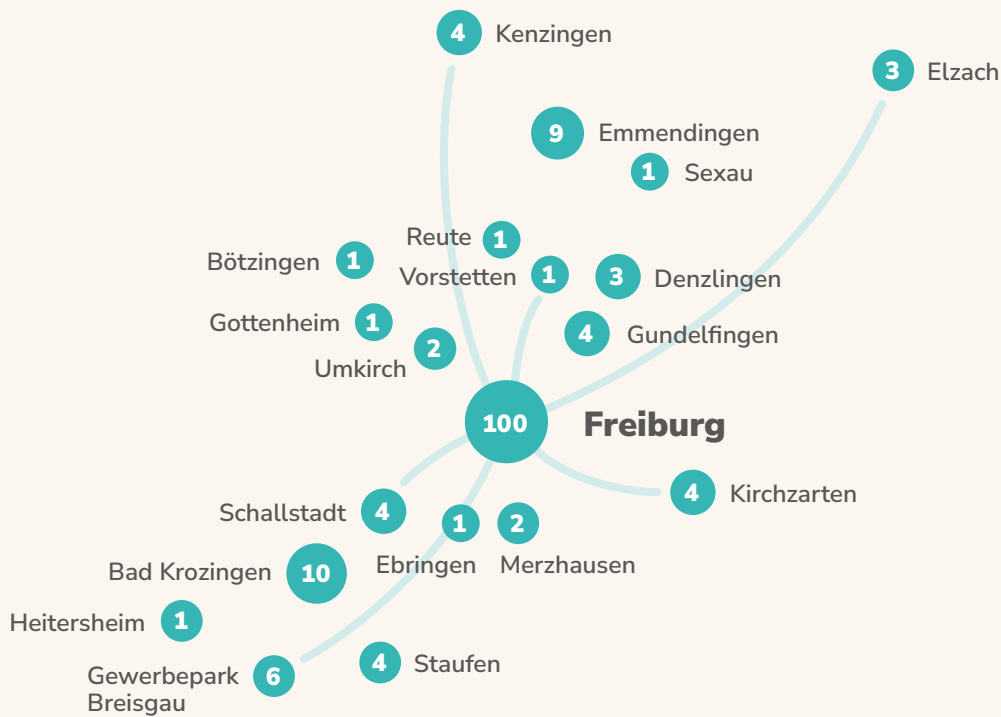 4 Kenzingen
3 Elzach
9 Emmendingen
1 Sexau
Reute 1
Bötzingen 1
Vorstetten 1
3 Denzlingen
Gottenheim 1
4 Gundelfingen
2
Umkirch
100 Freiburg
4 Kirchzarten
Schallstadt 4
1
2
Ebringen
Merzhausen
Bad Krozingen 10
Heitersheim 1
4 Staufen
Gewerbepark 6
Breisgau